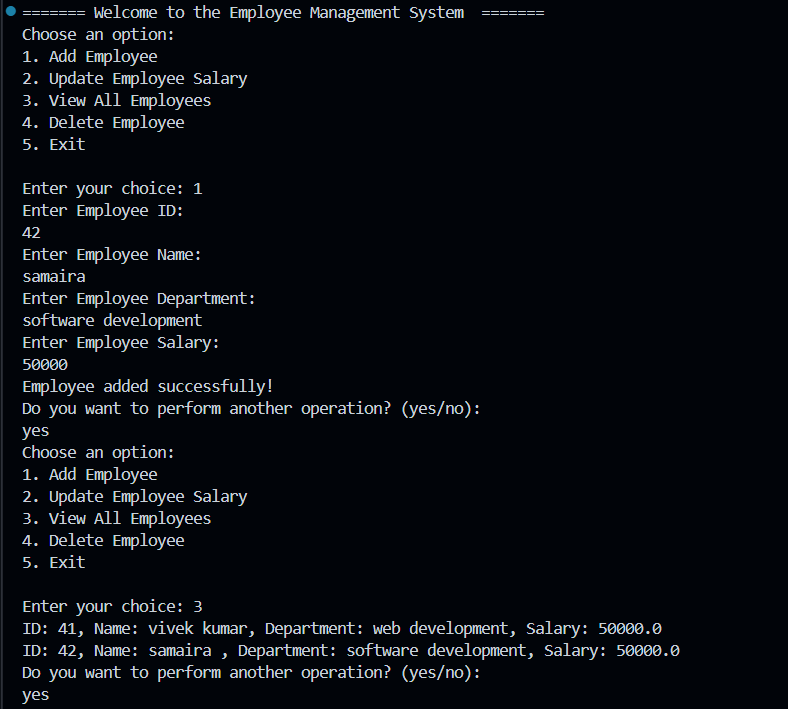 ======= Welcome to the Employee Management System  =======
Choose an option:
1. Add Employee
2. Update Employee Salary
3. View All Employees
4. Delete Employee
5. Exit
Enter your choice: 1
Enter Employee ID:
42
Enter Employee Name:
samaira
Enter Employee Department:
software development
Enter Employee Salary:
50000
Employee added successfully!
Do you want to perform another operation? (yes/no):
yes
Choose an option:
1. Add Employee
2. Update Employee Salary
3. View All Employees
4. Delete Employee
5. Exit
Enter your choice: 3
ID: 41, Name: vivek kumar, Department: web development, Salary: 50000.0
ID: 42, Name: samaira , Department: software development, Salary: 50000.0
Do you want to perform another operation? (yes/no):
yes